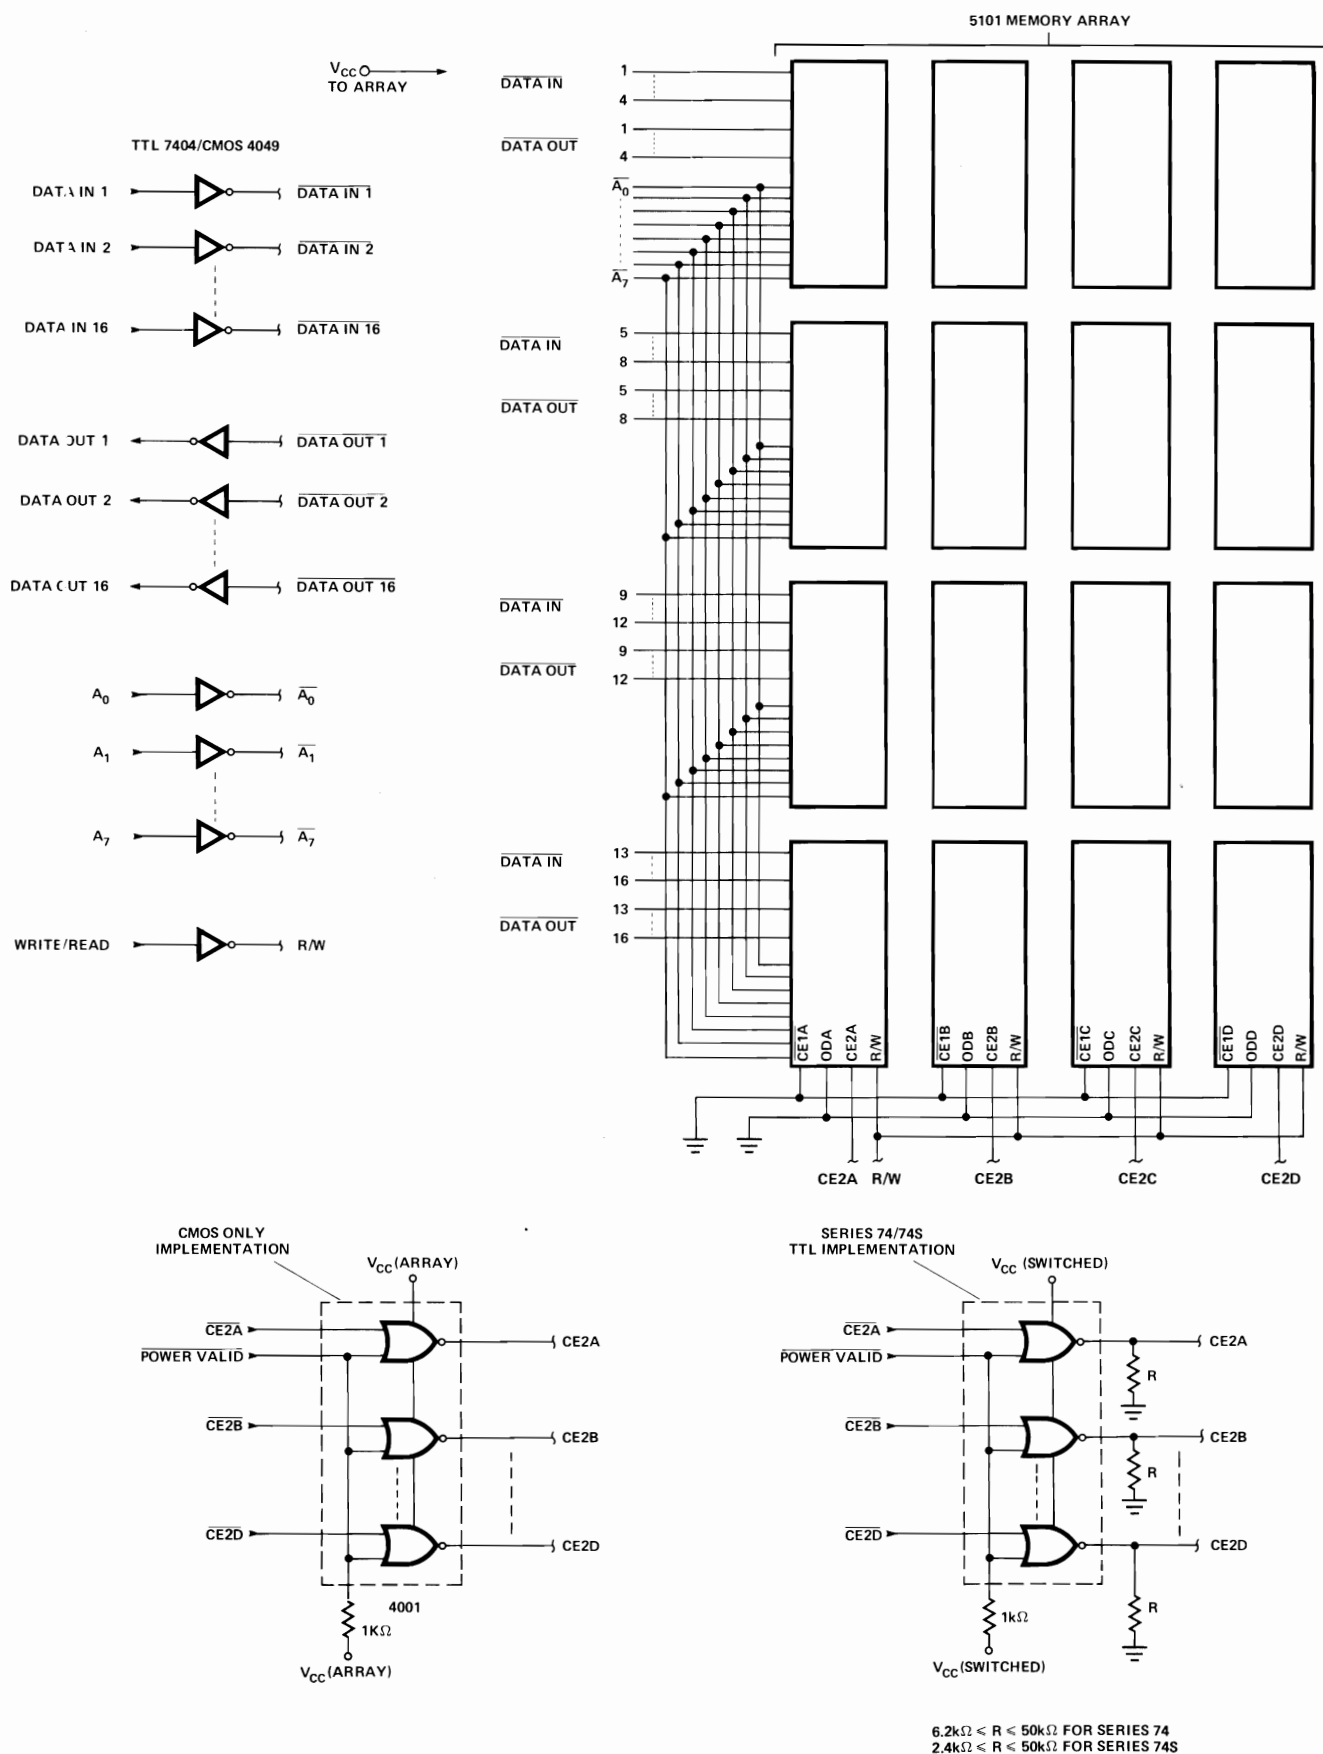 5101 MEMORY ARRAY
VCC
TO ARRAY
DATA IN
1
4
DATA OUT
1
4
A0
A7
TTL 7404/CMOS 4049
DATA IN 1
DATA IN 1
DATA IN 2
DATA IN 2
DATA IN 16
DATA IN 16
DATA OUT 1
DATA OUT 1
DATA OUT 2
DATA OUT 2
DATA OUT 16
DATA OUT 16
A0
A0
A1
A1
A7
A7
WRITE/READ
R/W
DATA IN
5
8
DATA OUT
5
8
DATA IN
9
12
DATA OUT
9
12
DATA IN
13
16
DATA OUT
13
16
CE1A
ODA
CE2A
R/W
CE1B
ODB
CE2B
R/W
CE1C
ODC
CE2C
R/W
CE1D
ODD
CE2D
R/W
CE2A R/W
CE2B
CE2C
CE2D
CMOS ONLY
IMPLEMENTATION
VCC (ARRAY)
CE2A
CE2A
POWER VALID
CE2B
CE2B
CE2D
CE2D
4001
1KΩ
VCC (ARRAY)
SERIES 74/74S
TTL IMPLEMENTATION
VCC (SWITCHED)
CE2A
CE2A
POWER VALID
R
CE2B
CE2B
R
CE2D
CE2D
R
1kΩ
VCC (SWITCHED)
6.2kΩ ≤ R ≤ 50kΩ FOR SERIES 74
2.4kΩ ≤ R ≤ 50kΩ FOR SERIES 74S